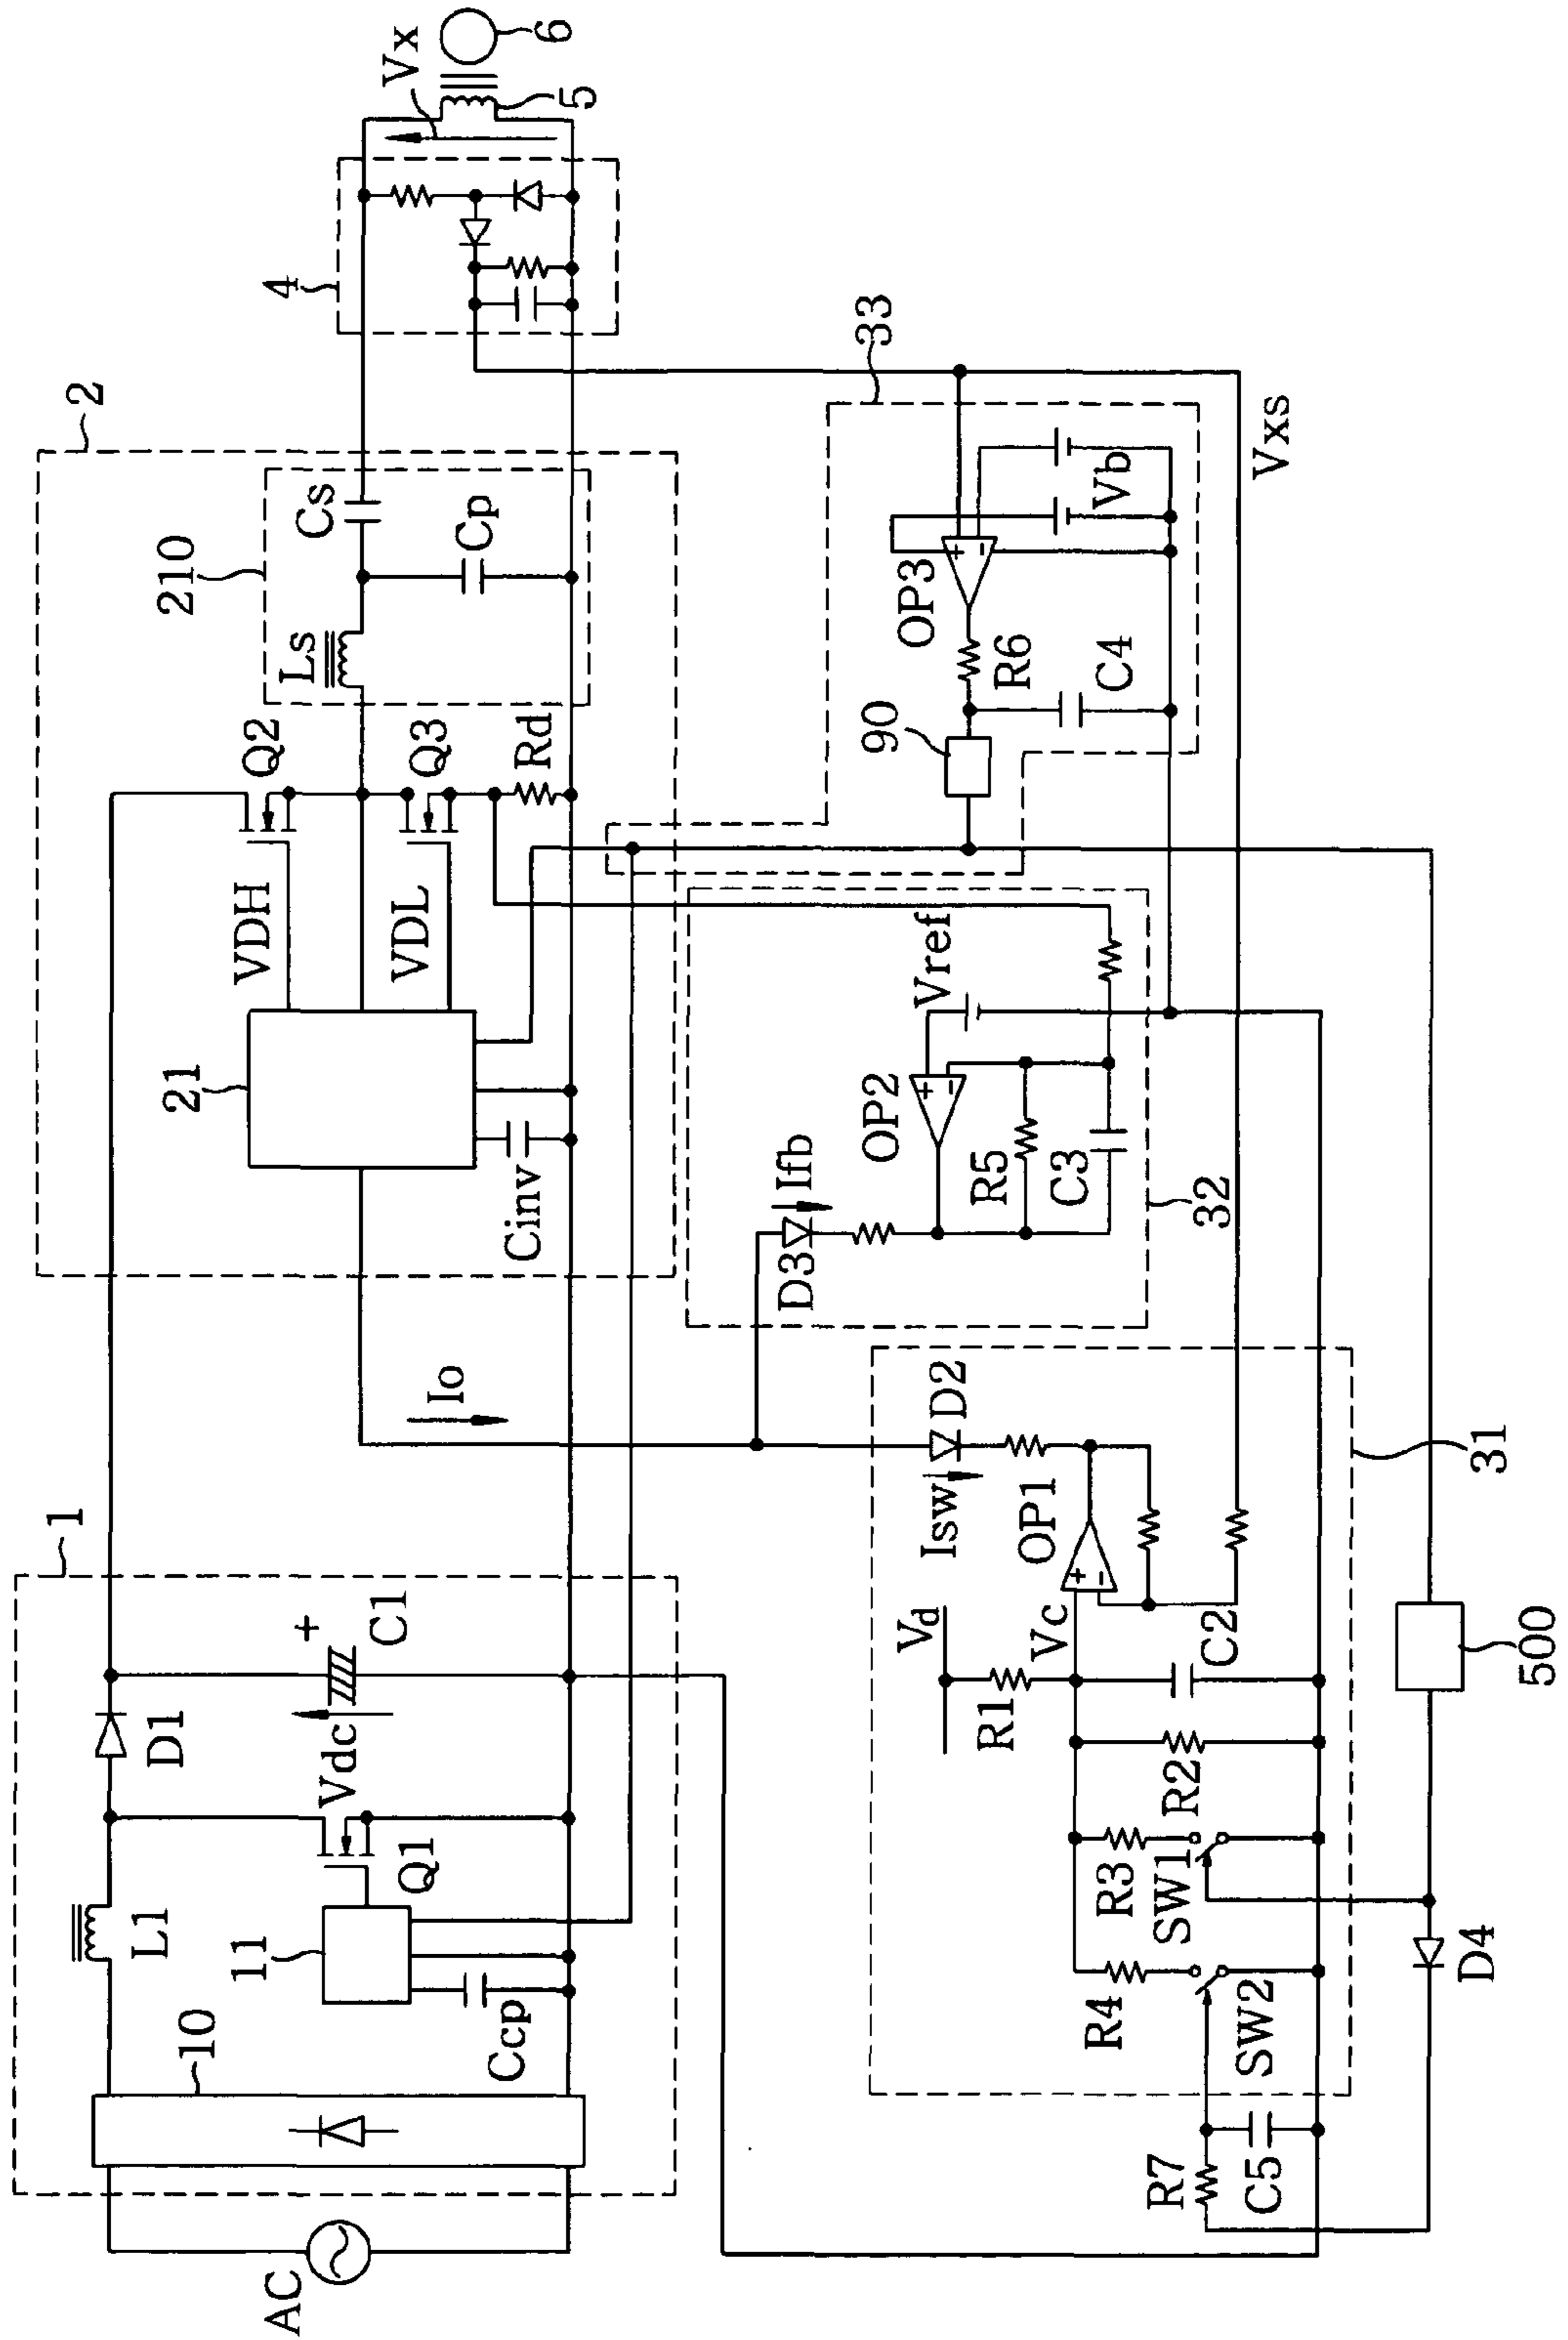 2
Vx
6
5
4
210
Cs
Cp
Ls
33
Q2
Q3
Rd
VDH
VDL
21
Cinv
Vxs
Vb
OP3
R6
C4
90
Vref
OP2
R5
C3
D3
Ifb
32
Io
1
+
C1
D1
Vdc
Q1
L1
11
Ccp
10
AC
D2
Isw
OP1
31
Vd
Vc
C2
R1
R2
R3
SW1
R4
SW2
500
D4
R7
C5
+
-
+
-
+
-